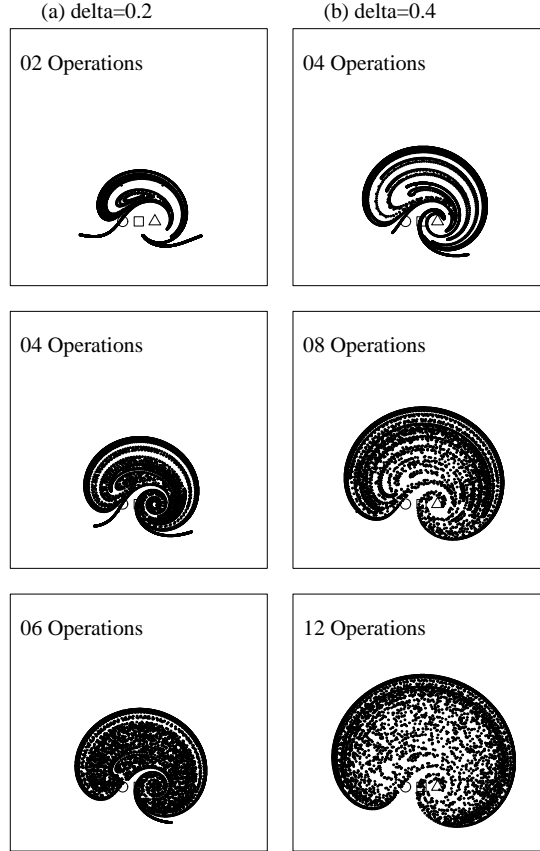 (a) delta=0.2
(b) delta=0.4
02 Operations
04 Operations
04 Operations
08 Operations
06 Operations
12 Operations